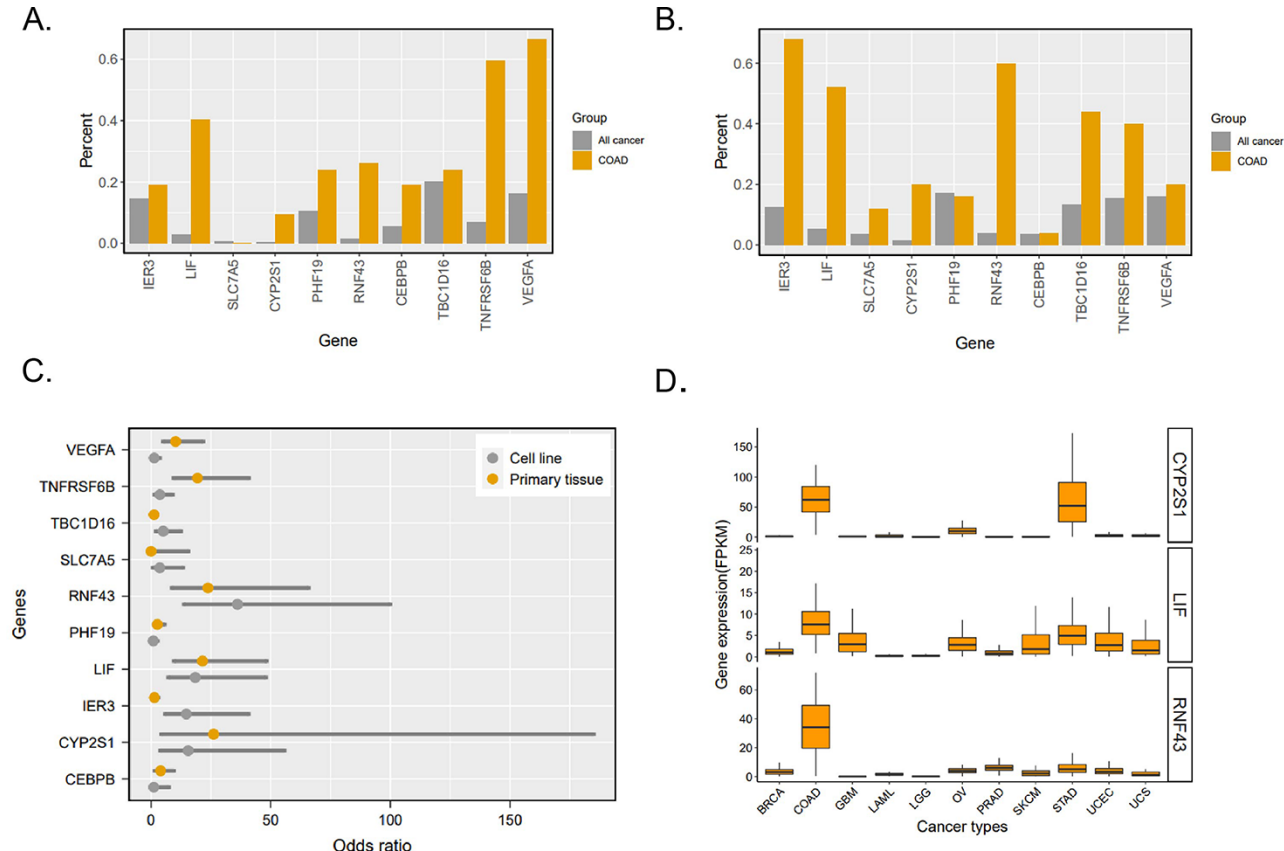 A.
Percent
0.6
0.4
0.2
0.0
IER3
LIF
SLC7A5
CYP2S1
PHF19
RNF43
CEBPB
TBC1D16
TNFRSF6B
VEGFA
Gene
Group
All cancer
COAD
B.
Percent
0.6
0.4
0.2
0.0
IER3
LIF
SLC7A5
CYP2S1
PHF19
RNF43
CEBPB
TBC1D16
TNFRSF6B
VEGFA
Gene
Group
All cancer
COAD
C.
Genes
VEGFA
TNFRSF6B
TBC1D16
SLC7A5
RNF43
PHF19
LIF
IER3
CYP2S1
CEBPB
Cell line
Primary tissue
0
50
100
150
Odds ratio
D.
Gene expression(FPKM)
150
100
50
0
CYP2S1
25
20
15
10
5
0
LIF
60
40
20
0
RNF43
BRCA
COAD
GBM
LAML
LGG
OV
PRAD
SKCM
STAD
UCEC
UCS
Cancer types